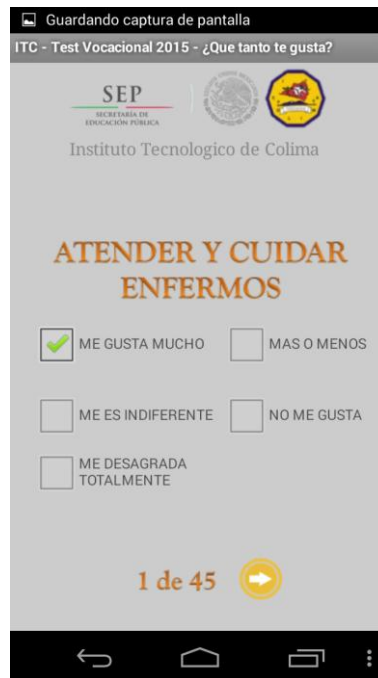 Guardando captura de pantalla
ITC - Test Vocacional 2015 - ¿Que tanto te gusta?
SEP
SECRETARÍA DE
EDUCACIÓN PÚBLICA
Instituto Tecnologico de Colima
ATENDER Y CUIDAR
ENFERMOS
ME GUSTA MUCHO
MAS O MENOS
ME ES INDIFERENTE
NO ME GUSTA
ME DESAGRADA
TOTALMENTE
1 de 45